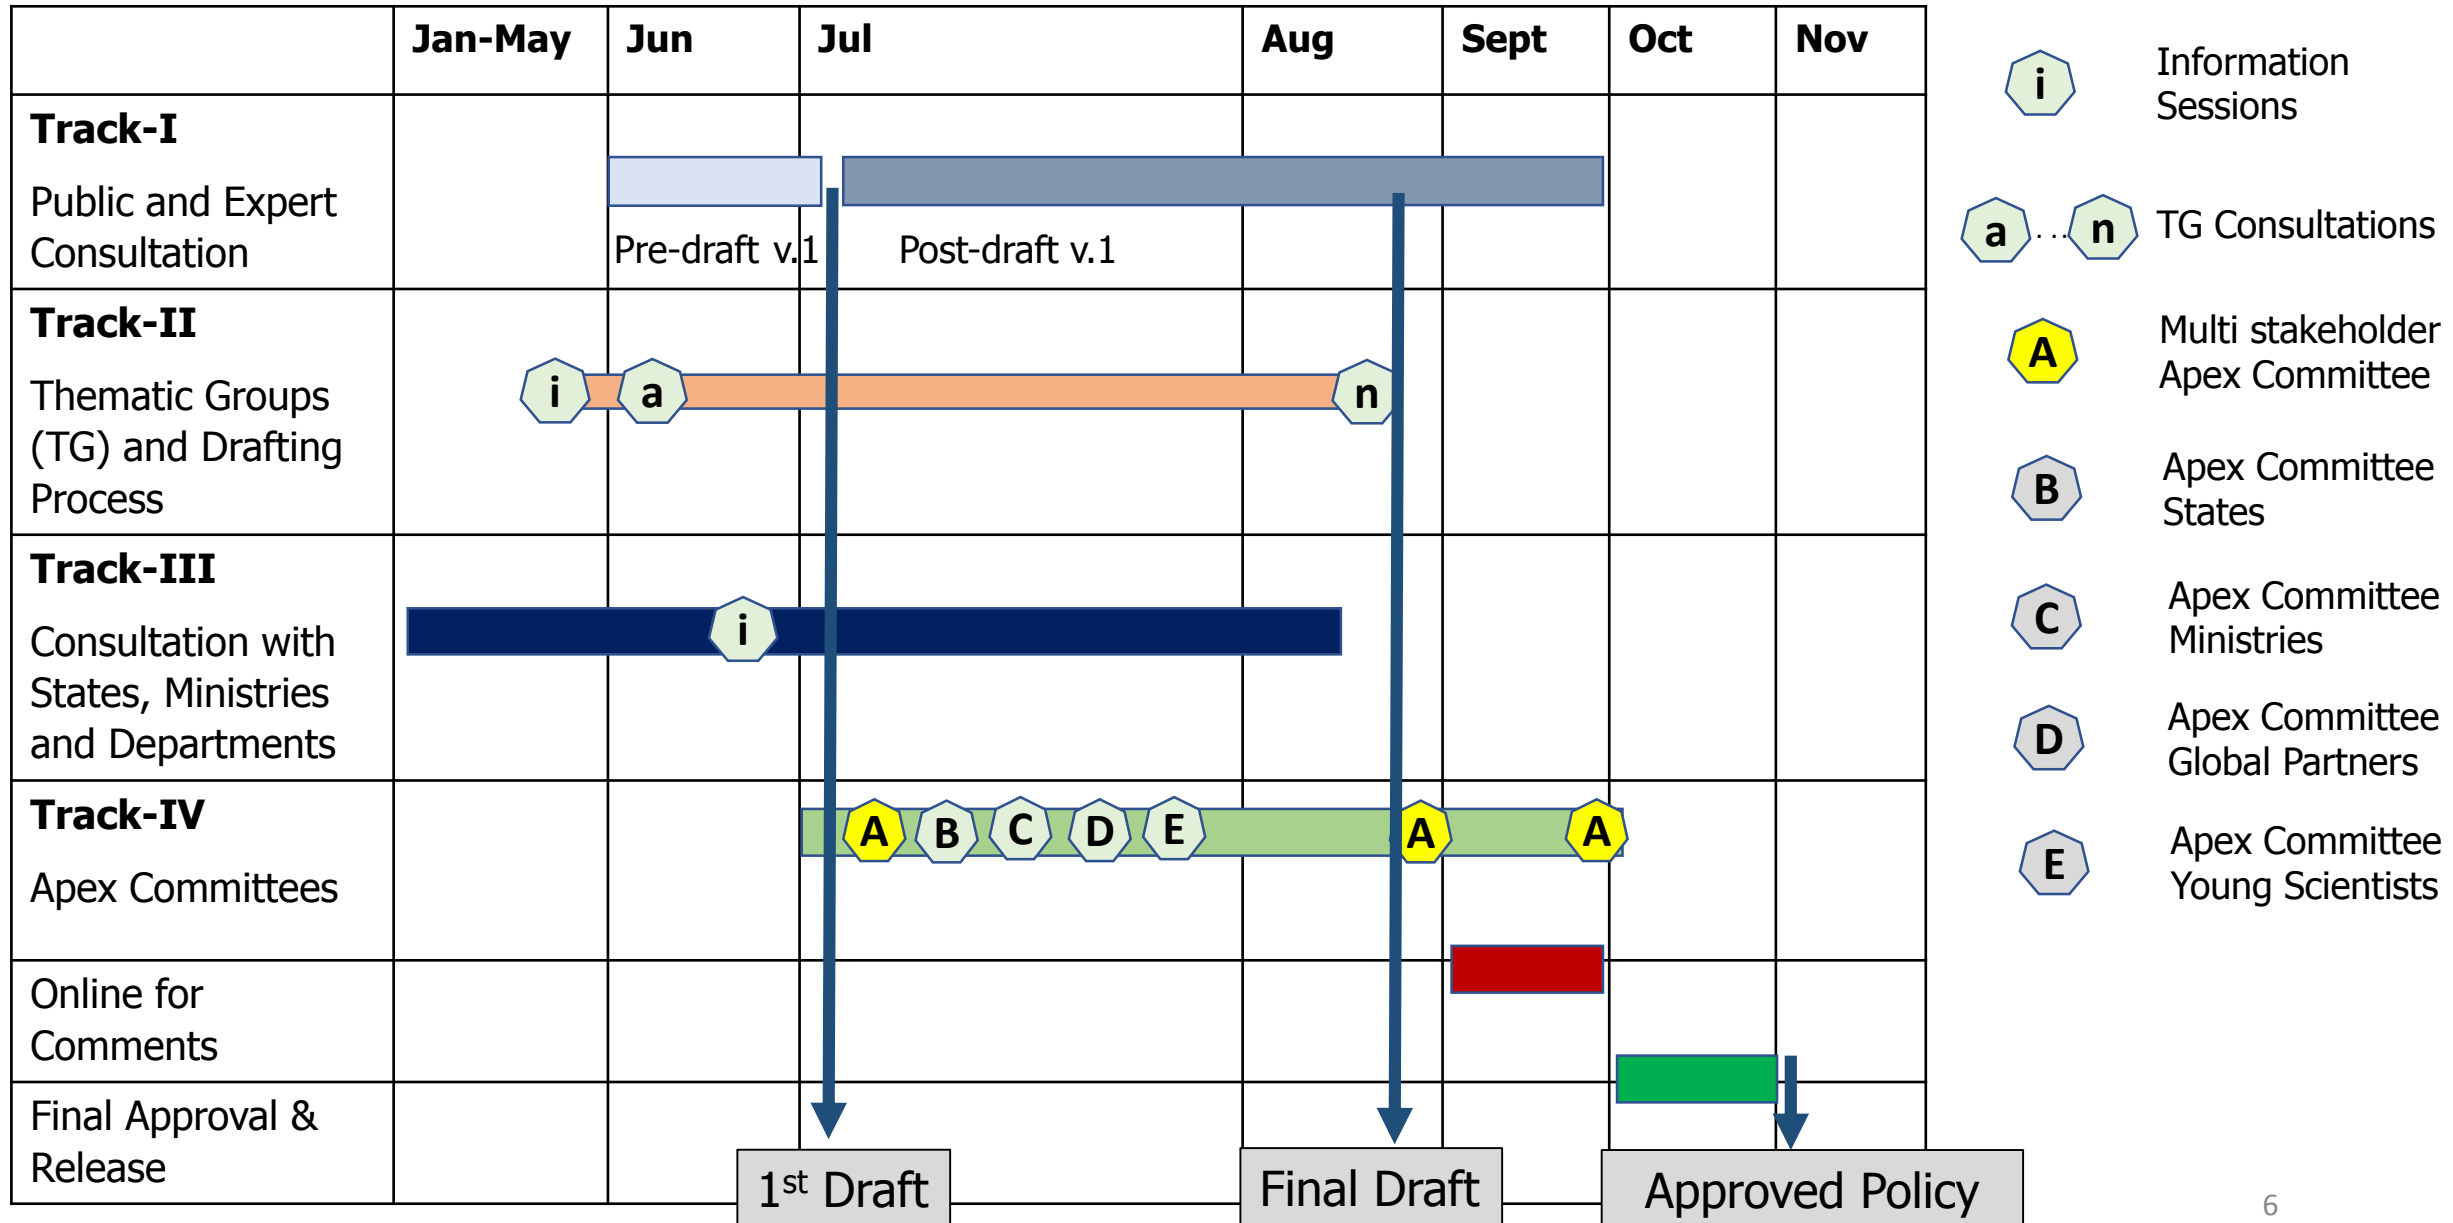 Jan-May Jun Jul Aug Sept Oct Nov
Track-I
Public and Expert
Consultation
Pre-draft v.1 Post-draft v.1
Track-II
Thematic Groups
(TG) and Drafting
Process
i a n
Track-III
Consultation with
States, Ministries
and Departments
i
Track-IV
Apex Committees
A B C D E A A
Online for
Comments
Final Approval &
Release
1st Draft
Final Draft
Approved Policy
i Information
Sessions
a ... n TG Consultations
A Multi stakeholder
Apex Committee
B Apex Committee
States
C Apex Committee
Ministries
D Apex Committee
Global Partners
E Apex Committee
Young Scientists
6